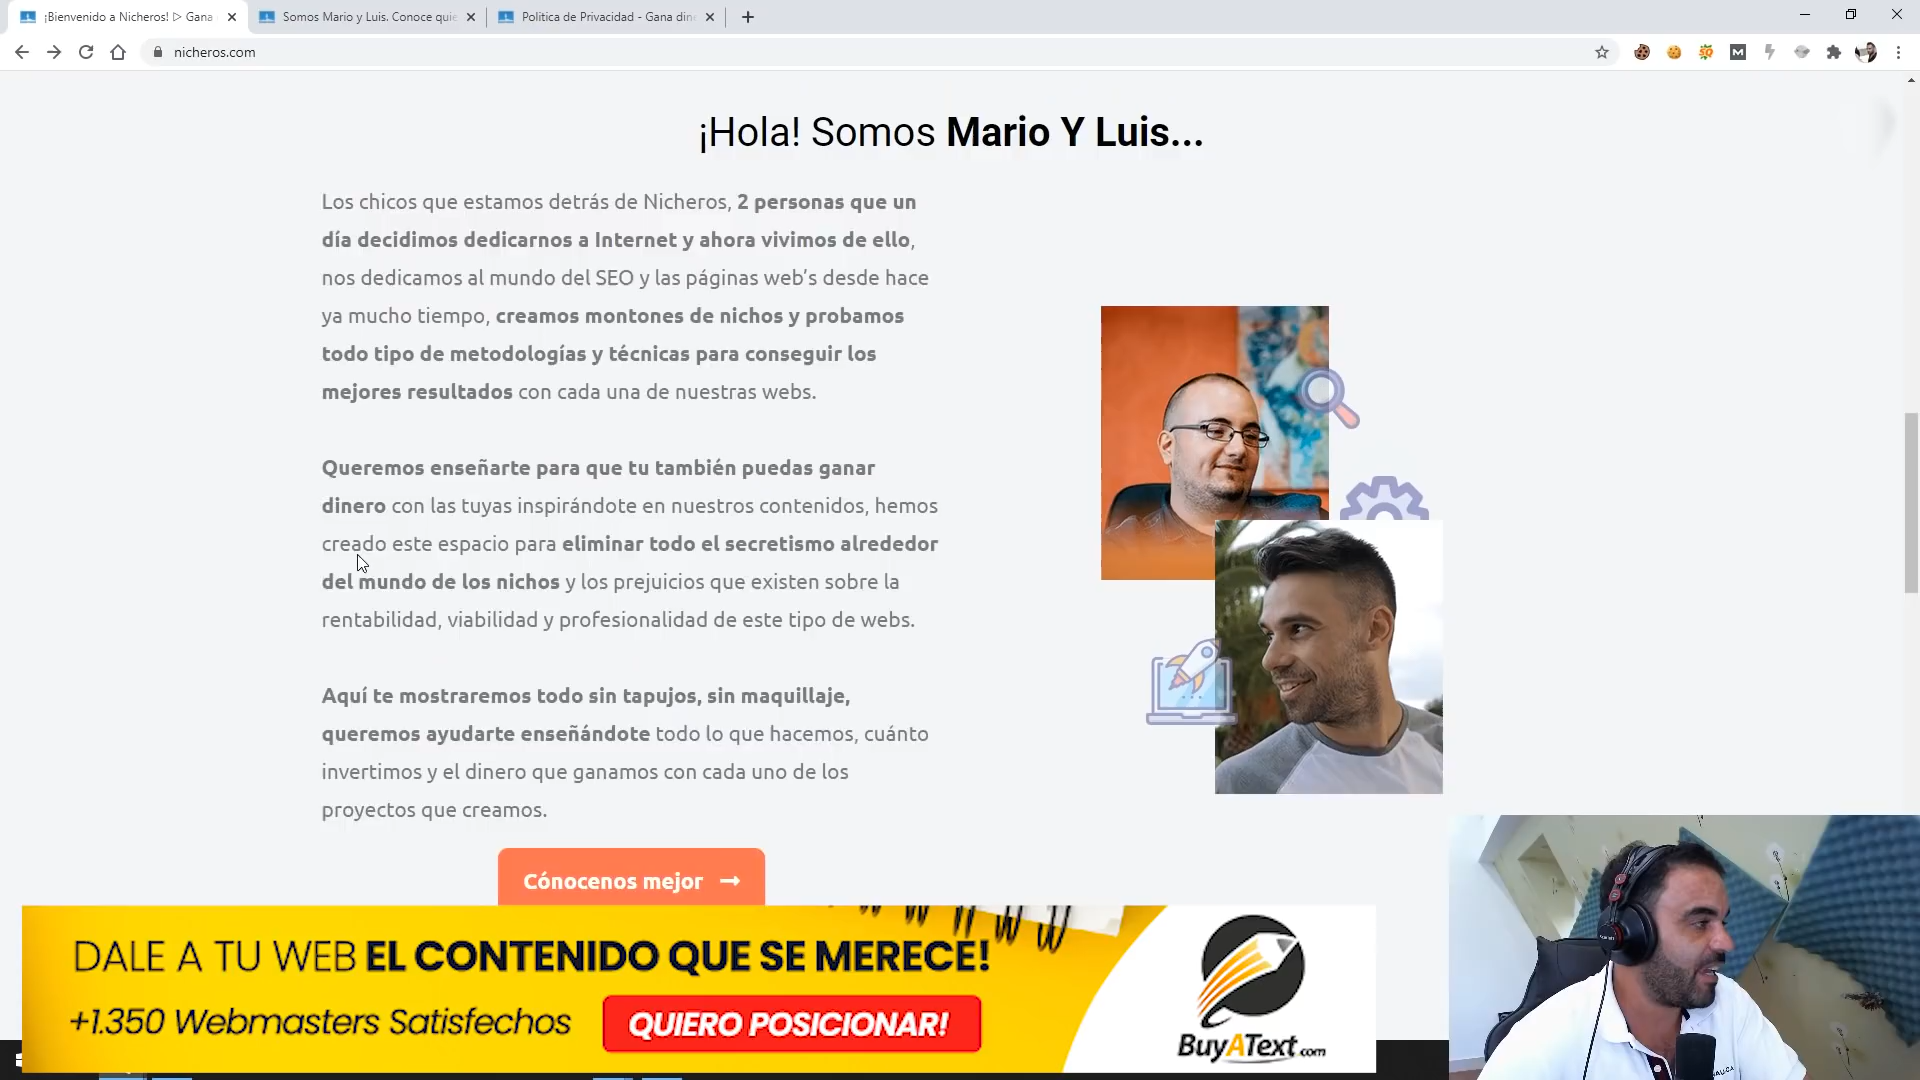 ¡Bienvenido a Nicheros! ▷ Gana
Somos Mario y Luis. Conoce quie
Politica de Privacidad - Gana din
nicheros.com
¡Hola! Somos Mario Y Luis...
Los chicos que estamos detrás de Nicheros, 2 personas que un
día decidimos dedicarnos a Internet y ahora vivimos de ello,
nos dedicamos al mundo del SEO y las páginas web’s desde hace
ya mucho tiempo, creamos montones de nichos y probamos
todo tipo de metodologías y técnicas para conseguir los
mejores resultados con cada una de nuestras webs.
Queremos enseñarte para que tu también puedas ganar
dinero con las tuyas inspirándote en nuestros contenidos, hemos
creado este espacio para eliminar todo el secretismo alrededor
del mundo de los nichos y los prejuicios que existen sobre la
rentabilidad, viabilidad y profesionalidad de este tipo de webs.
Aquí te mostraremos todo sin tapujos, sin maquillaje,
queremos ayudarte enseñándote todo lo que hacemos, cuánto
invertimos y el dinero que ganamos con cada uno de los
proyectos que creamos.
Cónocenos mejor →
DALE A TU WEB EL CONTENIDO QUE SE MERECE!
+1.350 Webmasters Satisfechos
QUIERO POSICIONAR!
BuyAText.com